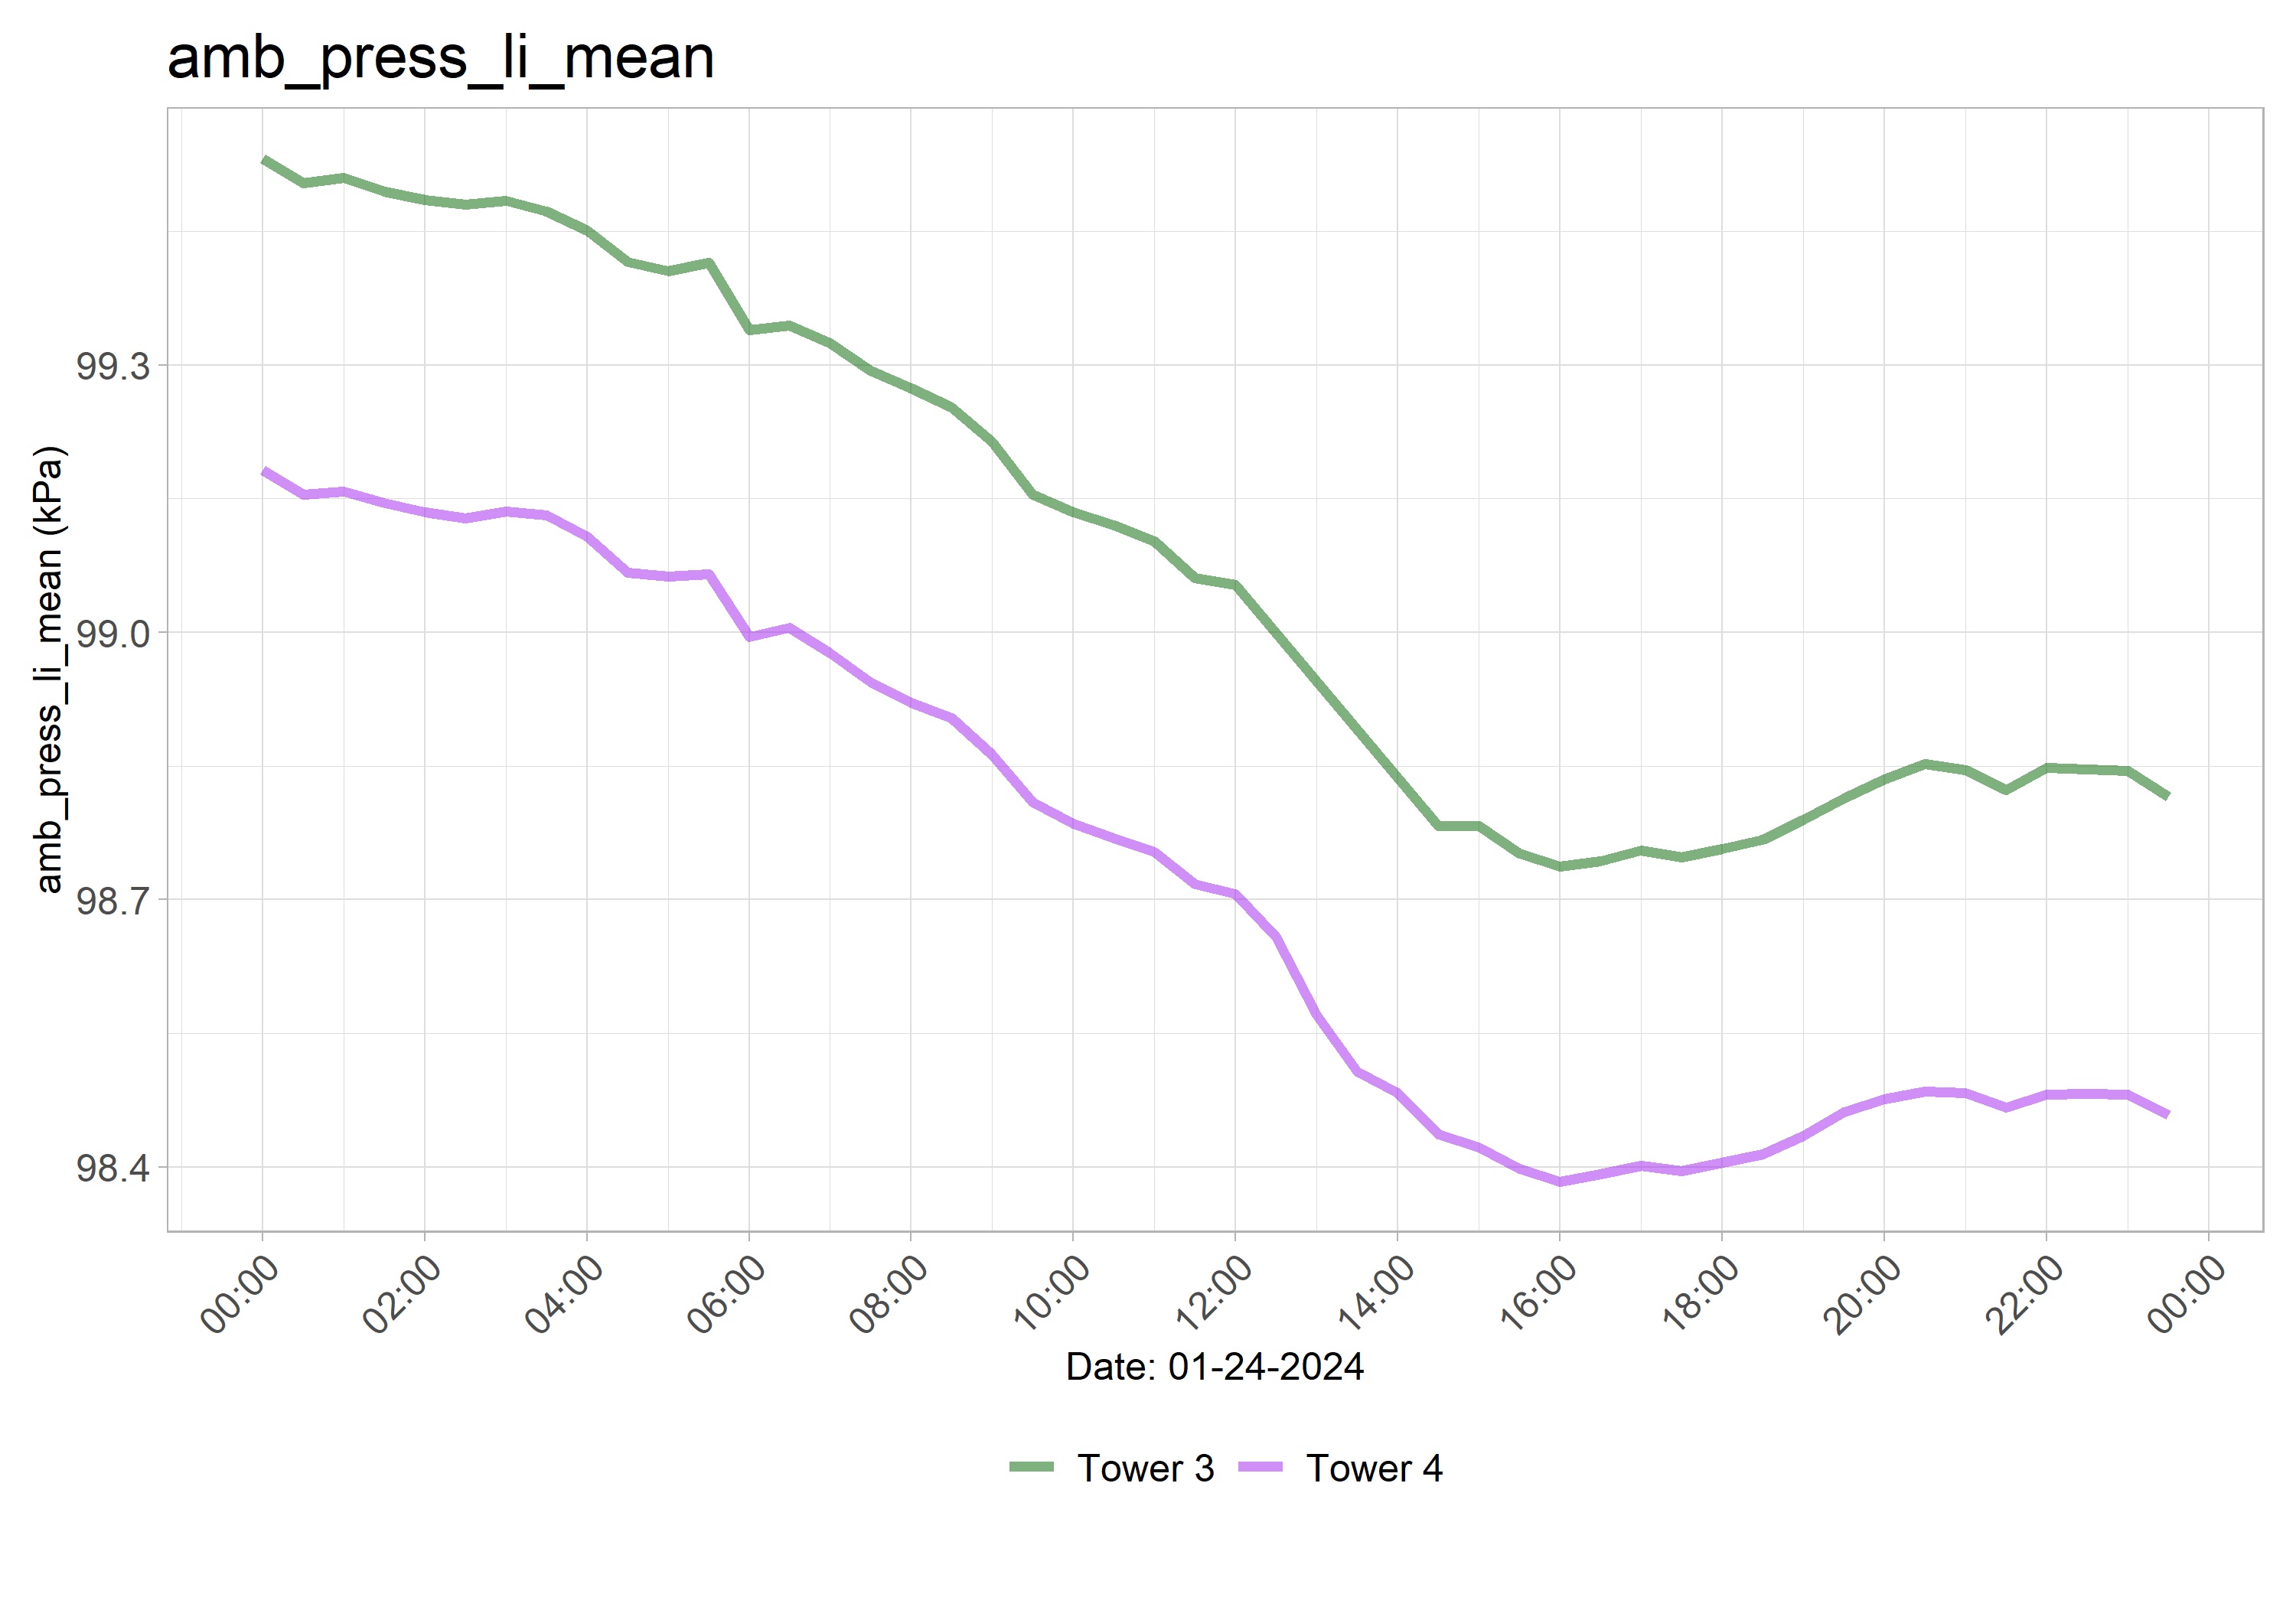 amb_press_li_mean
amb_press_li_mean (kPa)
99.3
99.0
98.7
98.4
00:00 02:00 04:00 06:00 08:00 10:00 12:00 14:00 16:00 18:00 20:00 22:00 00:00
Date: 01-24-2024
Tower 3 Tower 4